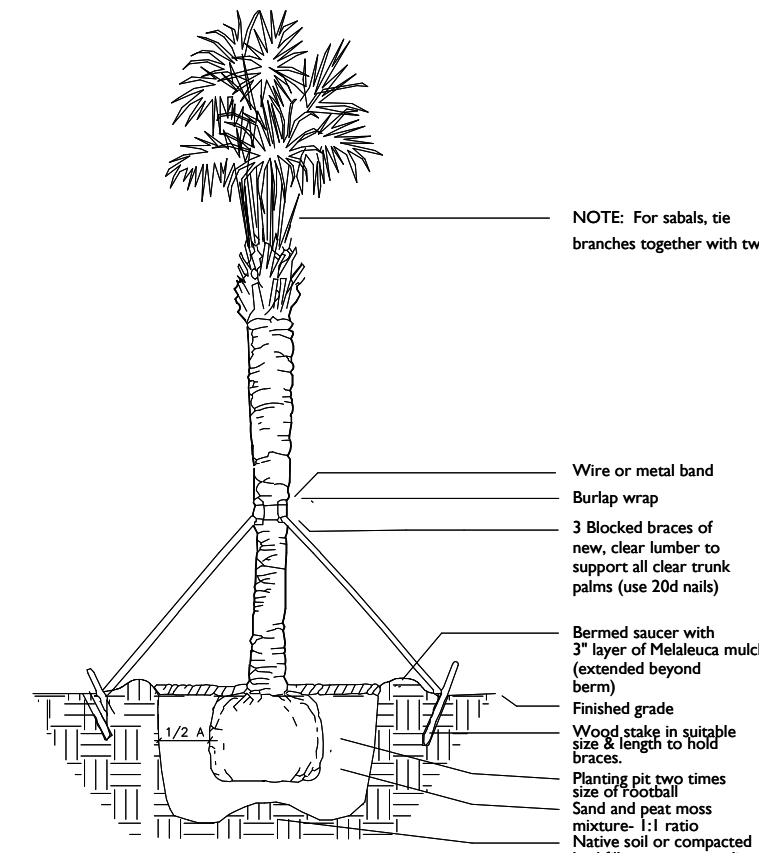 NOTE: For sabals, tie
branches together with tw
Wire or metal band
Burlap wrap
3 Blocked braces of
new, clear lumber to
support all clear trunk
palms (use 20d nails)
Bermed saucer with
3" layer of Melaleuca mulc
(extended beyond
berm)
Finished grade
Wood stake in suitable
size & length to hold
braces.
1/2 A
Planting pit two times
size of rootball
Sand and peat moss
mixture- 1:1 ratio
Native soil or compacted